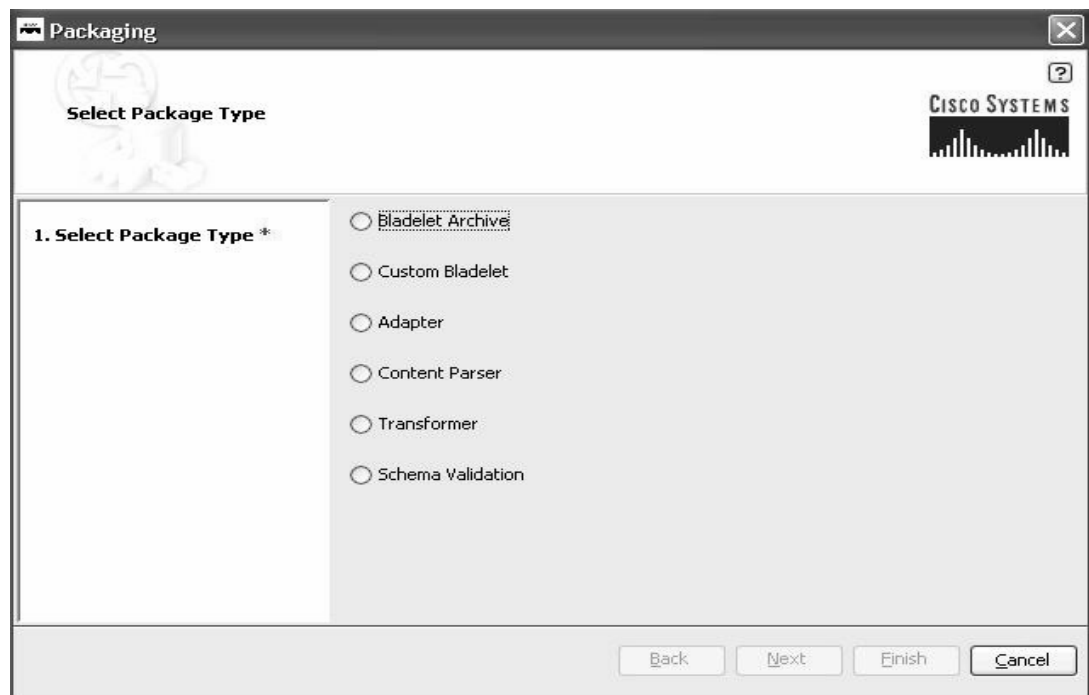 Packaging
Select Package Type
?
CISCO SYSTEMS
1. Select Package Type *
Bladelet Archive
Custom Bladelet
Adapter
Content Parser
Transformer
Schema Validation
Back
Next
Finish
Cancel